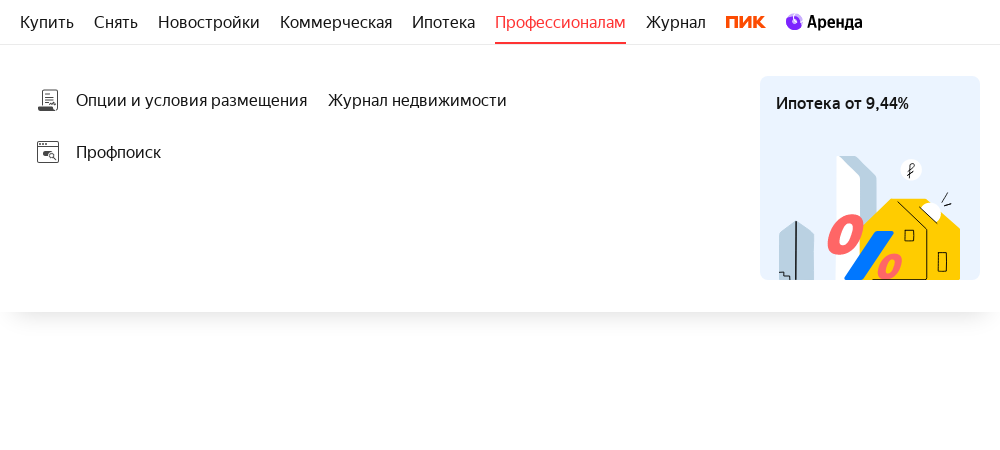 Купить Снять Новостройки Коммерческая Ипотека Профессионалам Журнал ПИК Аренда
Опции и условия размещения Журнал недвижимости
Профпоиск
Ипотека от 9,44%
%